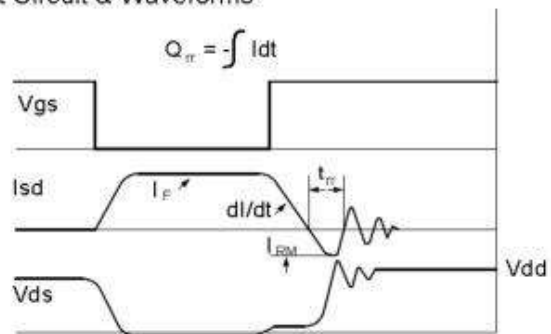 Circuit & Waveforms
Qrr = -∫ Idt
Vgs
Isd
IF
dI/dt
trr
IRM
Vds
Vdd